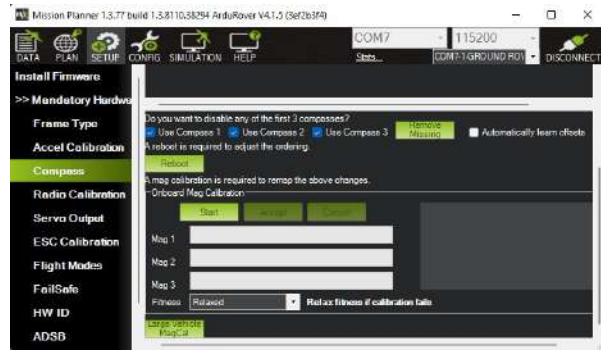 Mission Planner 1.3.77 build 1.3.8110.38294 ArduRover V4.1.5 (3ef2b3f4)
DATA PLAN SETUP CONFIG SIMULATION HELP
COM7 115200
Stats... COM7-1-GROUND ROV DISCONNECT
Install Firmware
>> Mandatory Hardwa
Frame Type
Accel Calibration
Compass
Radio Calibration
Servo Output
ESC Calibration
Flight Modes
FailSafe
HW ID
ADSB
Do you want to disable any of the first 3 compasses?
Use Compass 1 Use Compass 2 Use Compass 3 Remove Missing Automatically learn offsets
A reboot is required to adjust the ordering.
Reboot
A mag calibration is required to remap the above changes.
Onboard Mag Calibration
Start Accept Cancel
Mag 1
Mag 2
Mag 3
Fitness Relaxed Relax fitness if calibration fails
Large Vehicle
MagCal